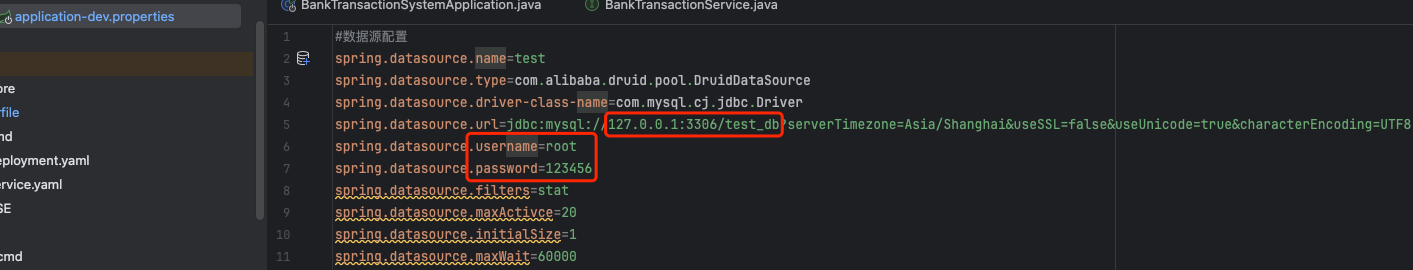 application-dev.properties
BankTransactionSystemApplication.java
BankTransactionService.java
ore
rfile
md
eployment.yaml
ervice.yaml
SE
cmd
1 #数据源配置
2 spring.datasource.name=test
3 spring.datasource.type=com.alibaba.druid.pool.DruidDataSource
4 spring.datasource.driver-class-name=com.mysql.cj.jdbc.Driver
5 spring.datasource.url=jdbc:mysql://127.0.0.1:3306/test_db?serverTimezone=Asia/Shanghai&useSSL=false&useUnicode=true&characterEncoding=UTF8
6 spring.datasource.username=root
7 spring.datasource.password=123456
8 spring.datasource.filters=stat
9 spring.datasource.maxActivce=20
10 spring.datasource.initialSize=1
11 spring.datasource.maxWait=60000